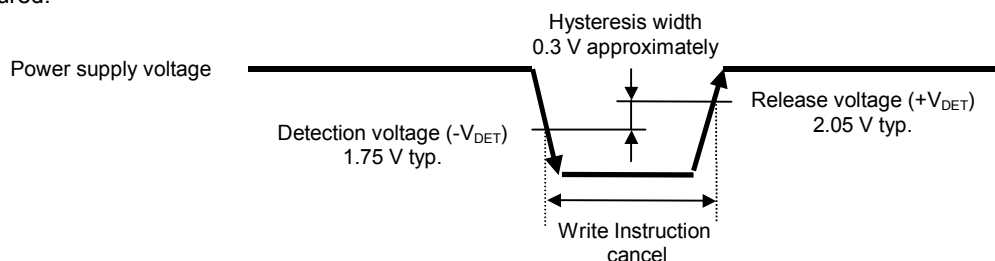 Hysteresis width
0.3 V approximately
Power supply voltage
Release voltage (+VDET)
2.05 V typ.
Detection voltage (-VDET)
1.75 V typ.
Write Instruction
cancel